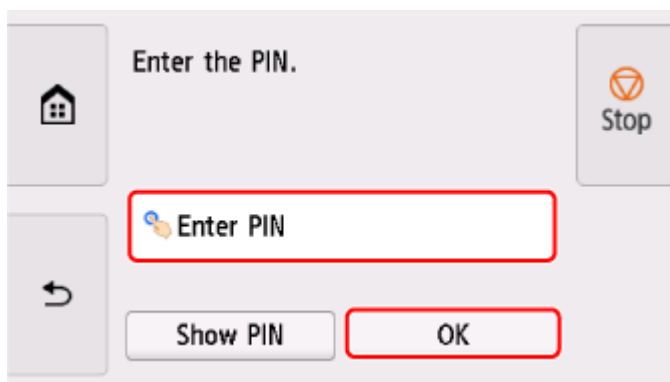 Enter the PIN.
Stop
Enter PIN
Show PIN
OK